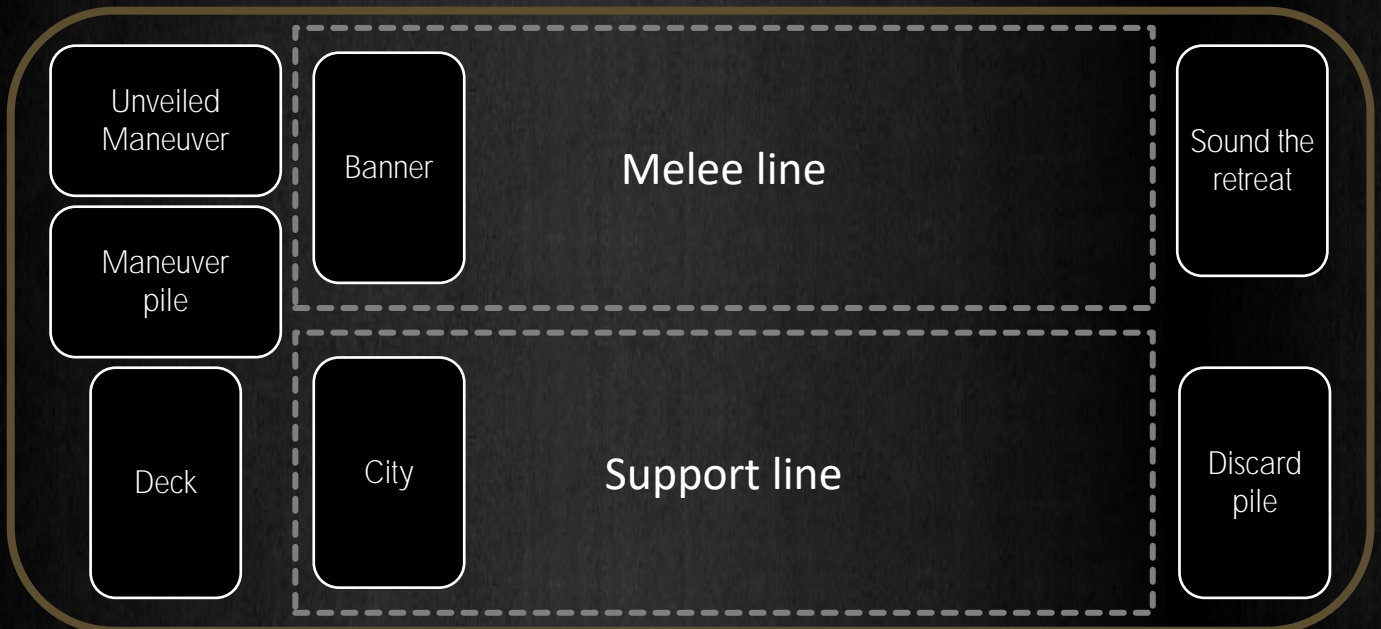 Unveiled
Maneuver
Maneuver
pile
Deck
Banner
Melee line
City
Support line
Sound the
retreat
Discard
pile